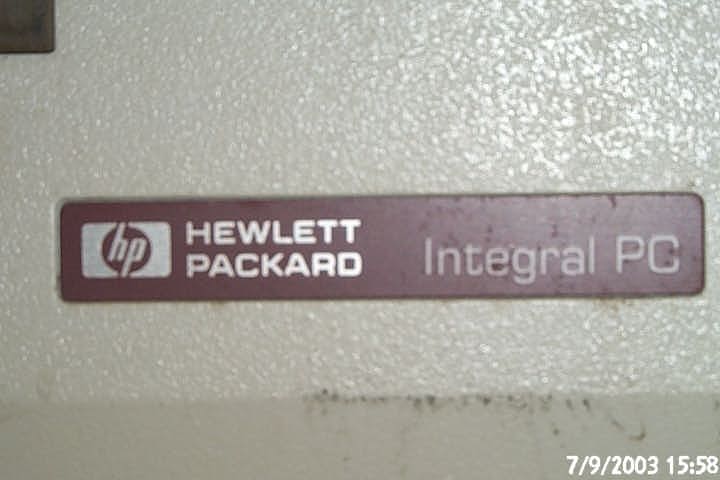 hp HEWLETT
PACKARD Integral PC
7/9/2003 15:58